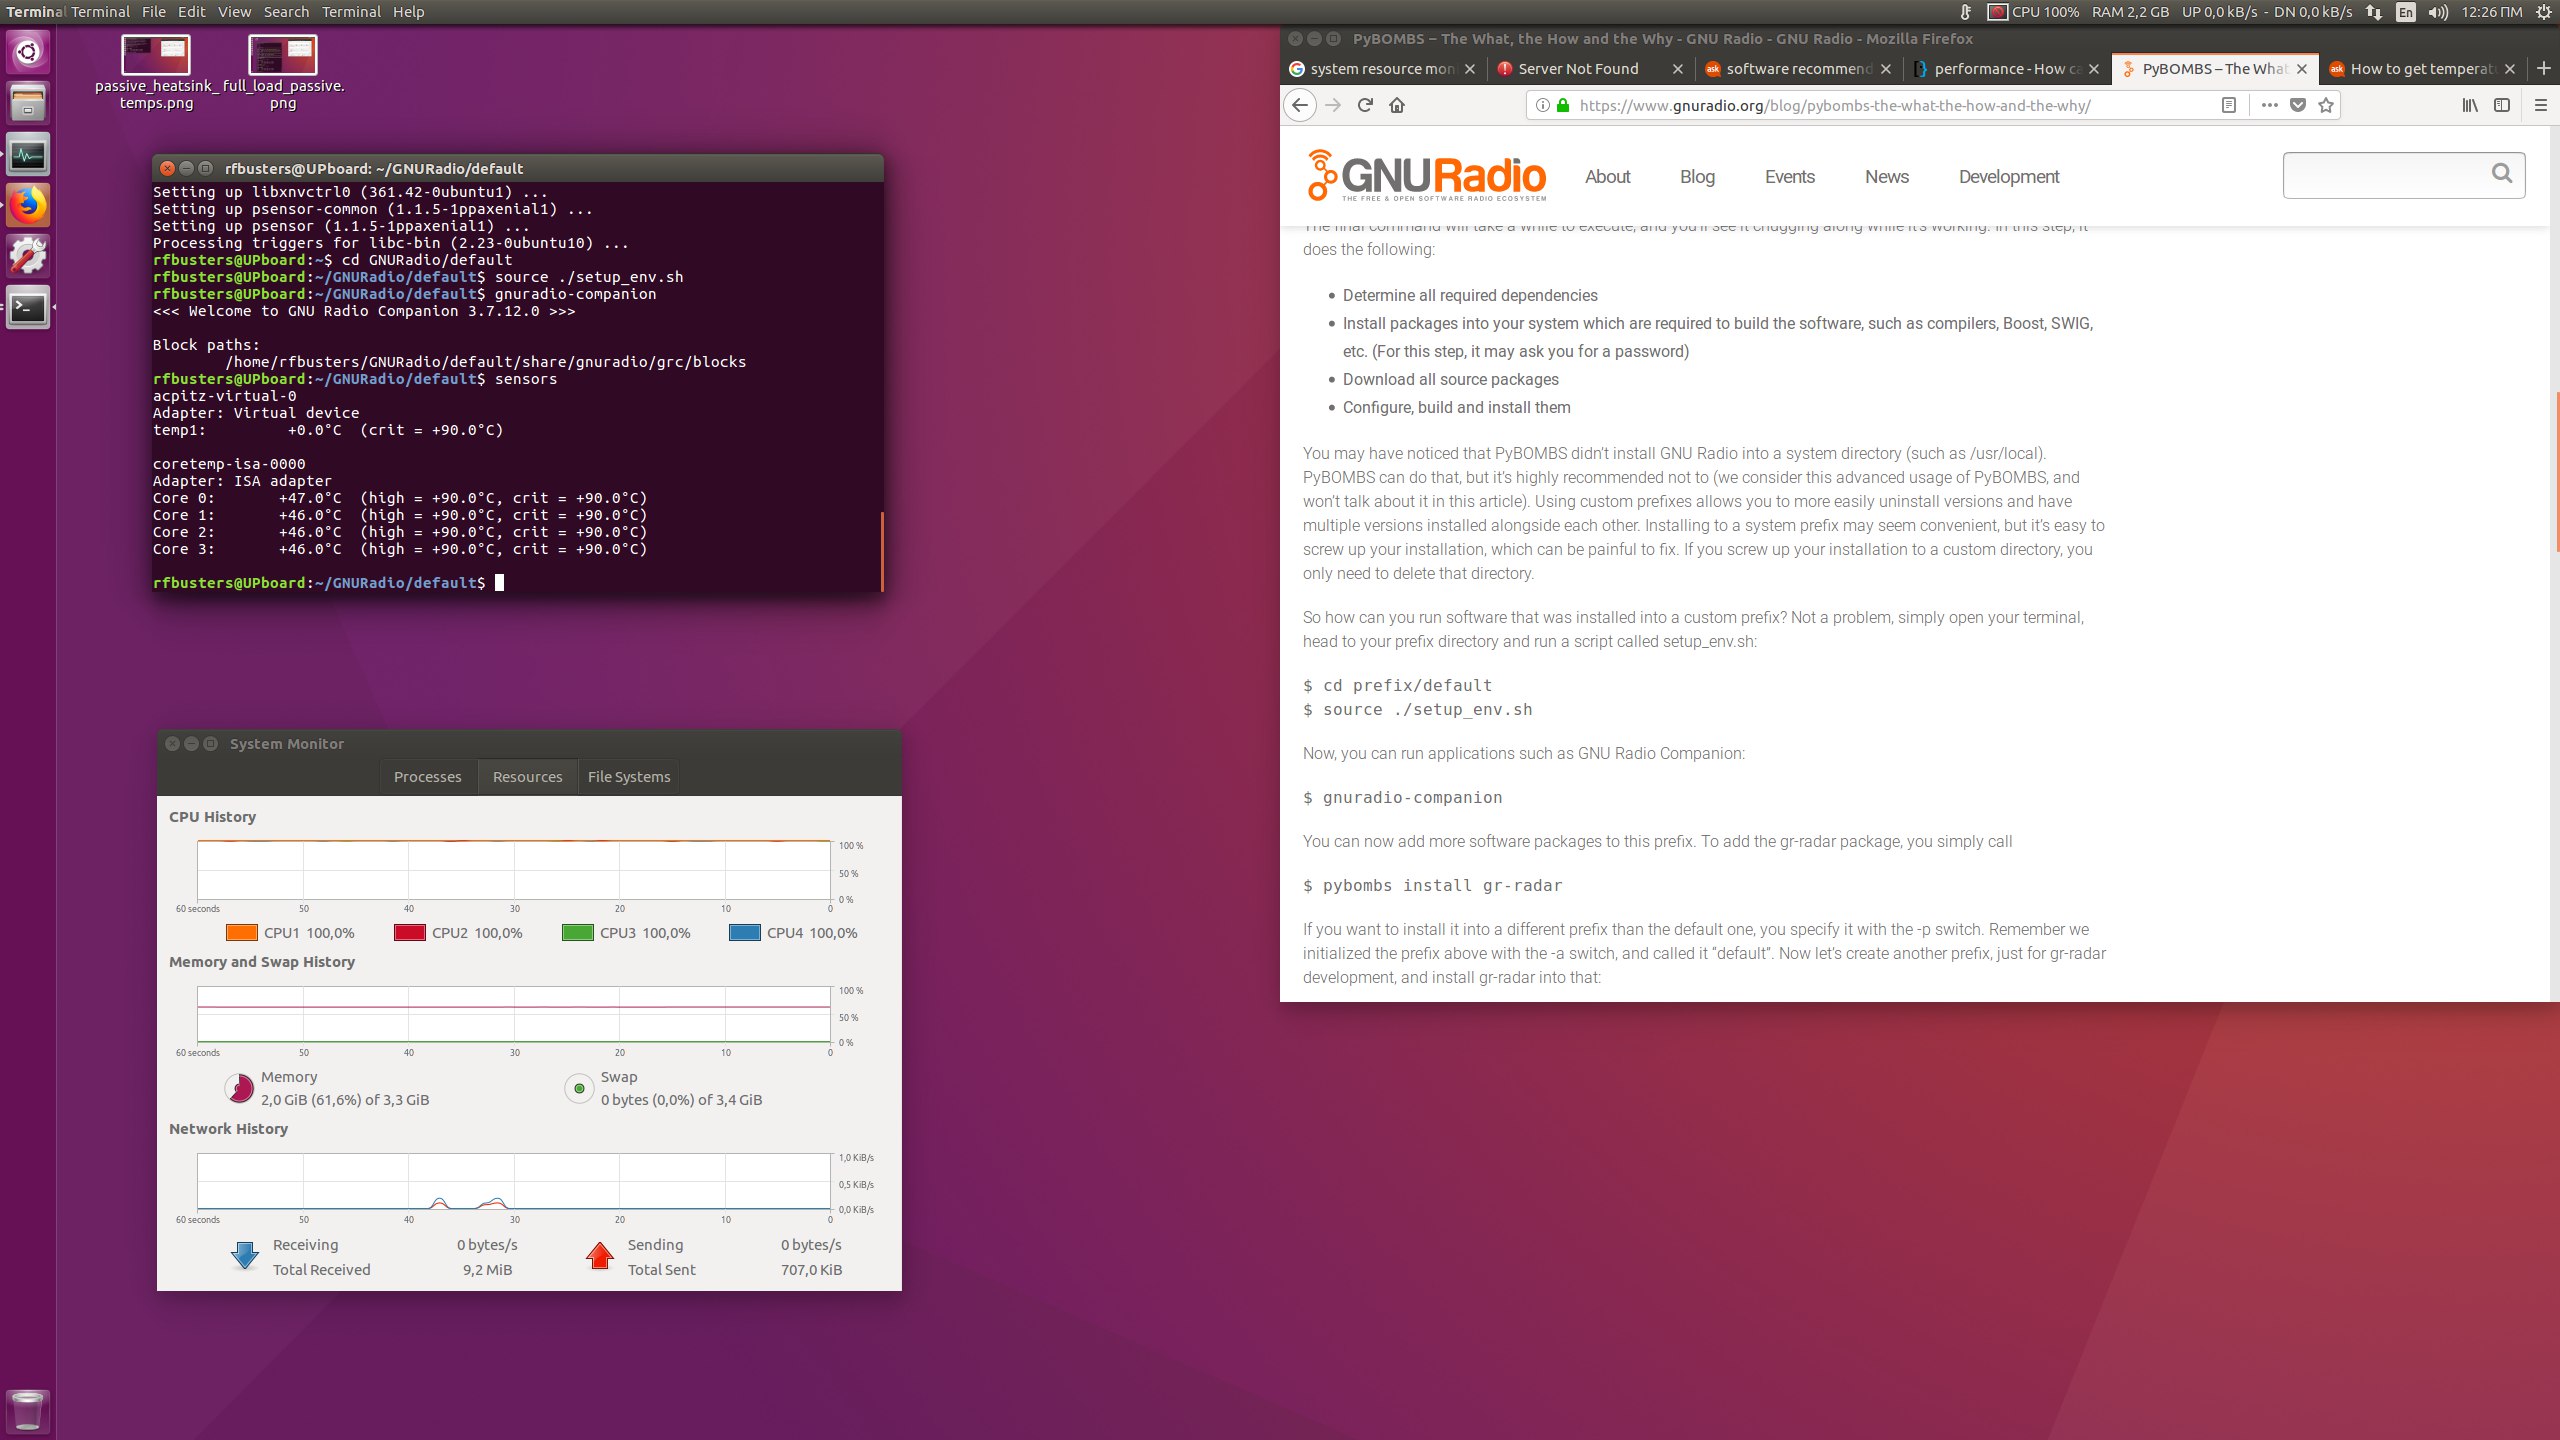 Terminal Terminal File Edit View Search Terminal Help
CPU 100% RAM 2,2 GB UP 0,0 kB/s - DN 0,0 kB/s En 12:26 ΠΜ
passive_heatsink_
temps.png
full_load_passive.
png
rfbusters@UPboard: ~/GNURadio/default
Setting up libxnvctrl0 (361.42-0ubuntu1) ...
Setting up psensor-common (1.1.5-1ppaxenial1) ...
Setting up psensor (1.1.5-1ppaxenial1) ...
Processing triggers for libc-bin (2.23-0ubuntu10) ...
rfbusters@UPboard:~$ cd GNURadio/default
rfbusters@UPboard:~/GNURadio/default$ source ./setup_env.sh
rfbusters@UPboard:~/GNURadio/default$ gnuradio-companion
<<< Welcome to GNU Radio Companion 3.7.12.0 >>>
Block paths:
/home/rfbusters/GNURadio/default/share/gnuradio/grc/blocks
rfbusters@UPboard:~/GNURadio/default$ sensors
acpitz-virtual-0
Adapter: Virtual device
temp1: +0.0°C (crit = +90.0°C)
coretemp-isa-0000
Adapter: ISA adapter
Core 0: +47.0°C (high = +90.0°C, crit = +90.0°C)
Core 1: +46.0°C (high = +90.0°C, crit = +90.0°C)
Core 2: +46.0°C (high = +90.0°C, crit = +90.0°C)
Core 3: +46.0°C (high = +90.0°C, crit = +90.0°C)
rfbusters@UPboard:~/GNURadio/default$
System Monitor
Processes Resources File Systems
CPU History
100 %
50 %
0 %
60 seconds 50 40 30 20 10 0
CPU1 100,0% CPU2 100,0% CPU3 100,0% CPU4 100,0%
Memory and Swap History
100 %
50 %
0 %
60 seconds 50 40 30 20 10 0
Memory
2,0 GiB (61,6%) of 3,3 GiB
Swap
0 bytes (0,0%) of 3,4 GiB
Network History
1,0 KiB/s
0,5 KiB/s
0,0 KiB/s
60 seconds 50 40 30 20 10 0
Receiving 0 bytes/s Sending 0 bytes/s
Total Received 9,2 MiB Total Sent 707,0 KiB
PyBOMBS – The What, the How and the Why - GNU Radio - GNU Radio - Mozilla Firefox
system resource mon Server Not Found software recommend performance - How ca PyBOMBS – The What How to get temperat
https://www.gnuradio.org/blog/pybombs-the-what-the-how-and-the-why/
GNURadio
THE FREE & OPEN SOFTWARE RADIO ECOSYSTEM
About Blog Events News Development
The final command will take a while to execute, and you'll see it chugging along while it's working. In this step, it
does the following:
• Determine all required dependencies
• Install packages into your system which are required to build the software, such as compilers, Boost, SWIG,
etc. (For this step, it may ask you for a password)
• Download all source packages
• Configure, build and install them
You may have noticed that PyBOMBS didn't install GNU Radio into a system directory (such as /usr/local).
PyBOMBS can do that, but it's highly recommended not to (we consider this advanced usage of PyBOMBS, and
won't talk about it in this article). Using custom prefixes allows you to more easily uninstall versions and have
multiple versions installed alongside each other. Installing to a system prefix may seem convenient, but it's easy to
screw up your installation, which can be painful to fix. If you screw up your installation to a custom directory, you
only need to delete that directory.
So how can you run software that was installed into a custom prefix? Not a problem, simply open your terminal,
head to your prefix directory and run a script called setup_env.sh:
$ cd prefix/default
$ source ./setup_env.sh
Now, you can run applications such as GNU Radio Companion:
$ gnuradio-companion
You can now add more software packages to this prefix. To add the gr-radar package, you simply call
$ pybombs install gr-radar
If you want to install it into a different prefix than the default one, you specify it with the -p switch. Remember we
initialized the prefix above with the -a switch, and called it "default". Now let's create another prefix, just for gr-radar
development, and install gr-radar into that: